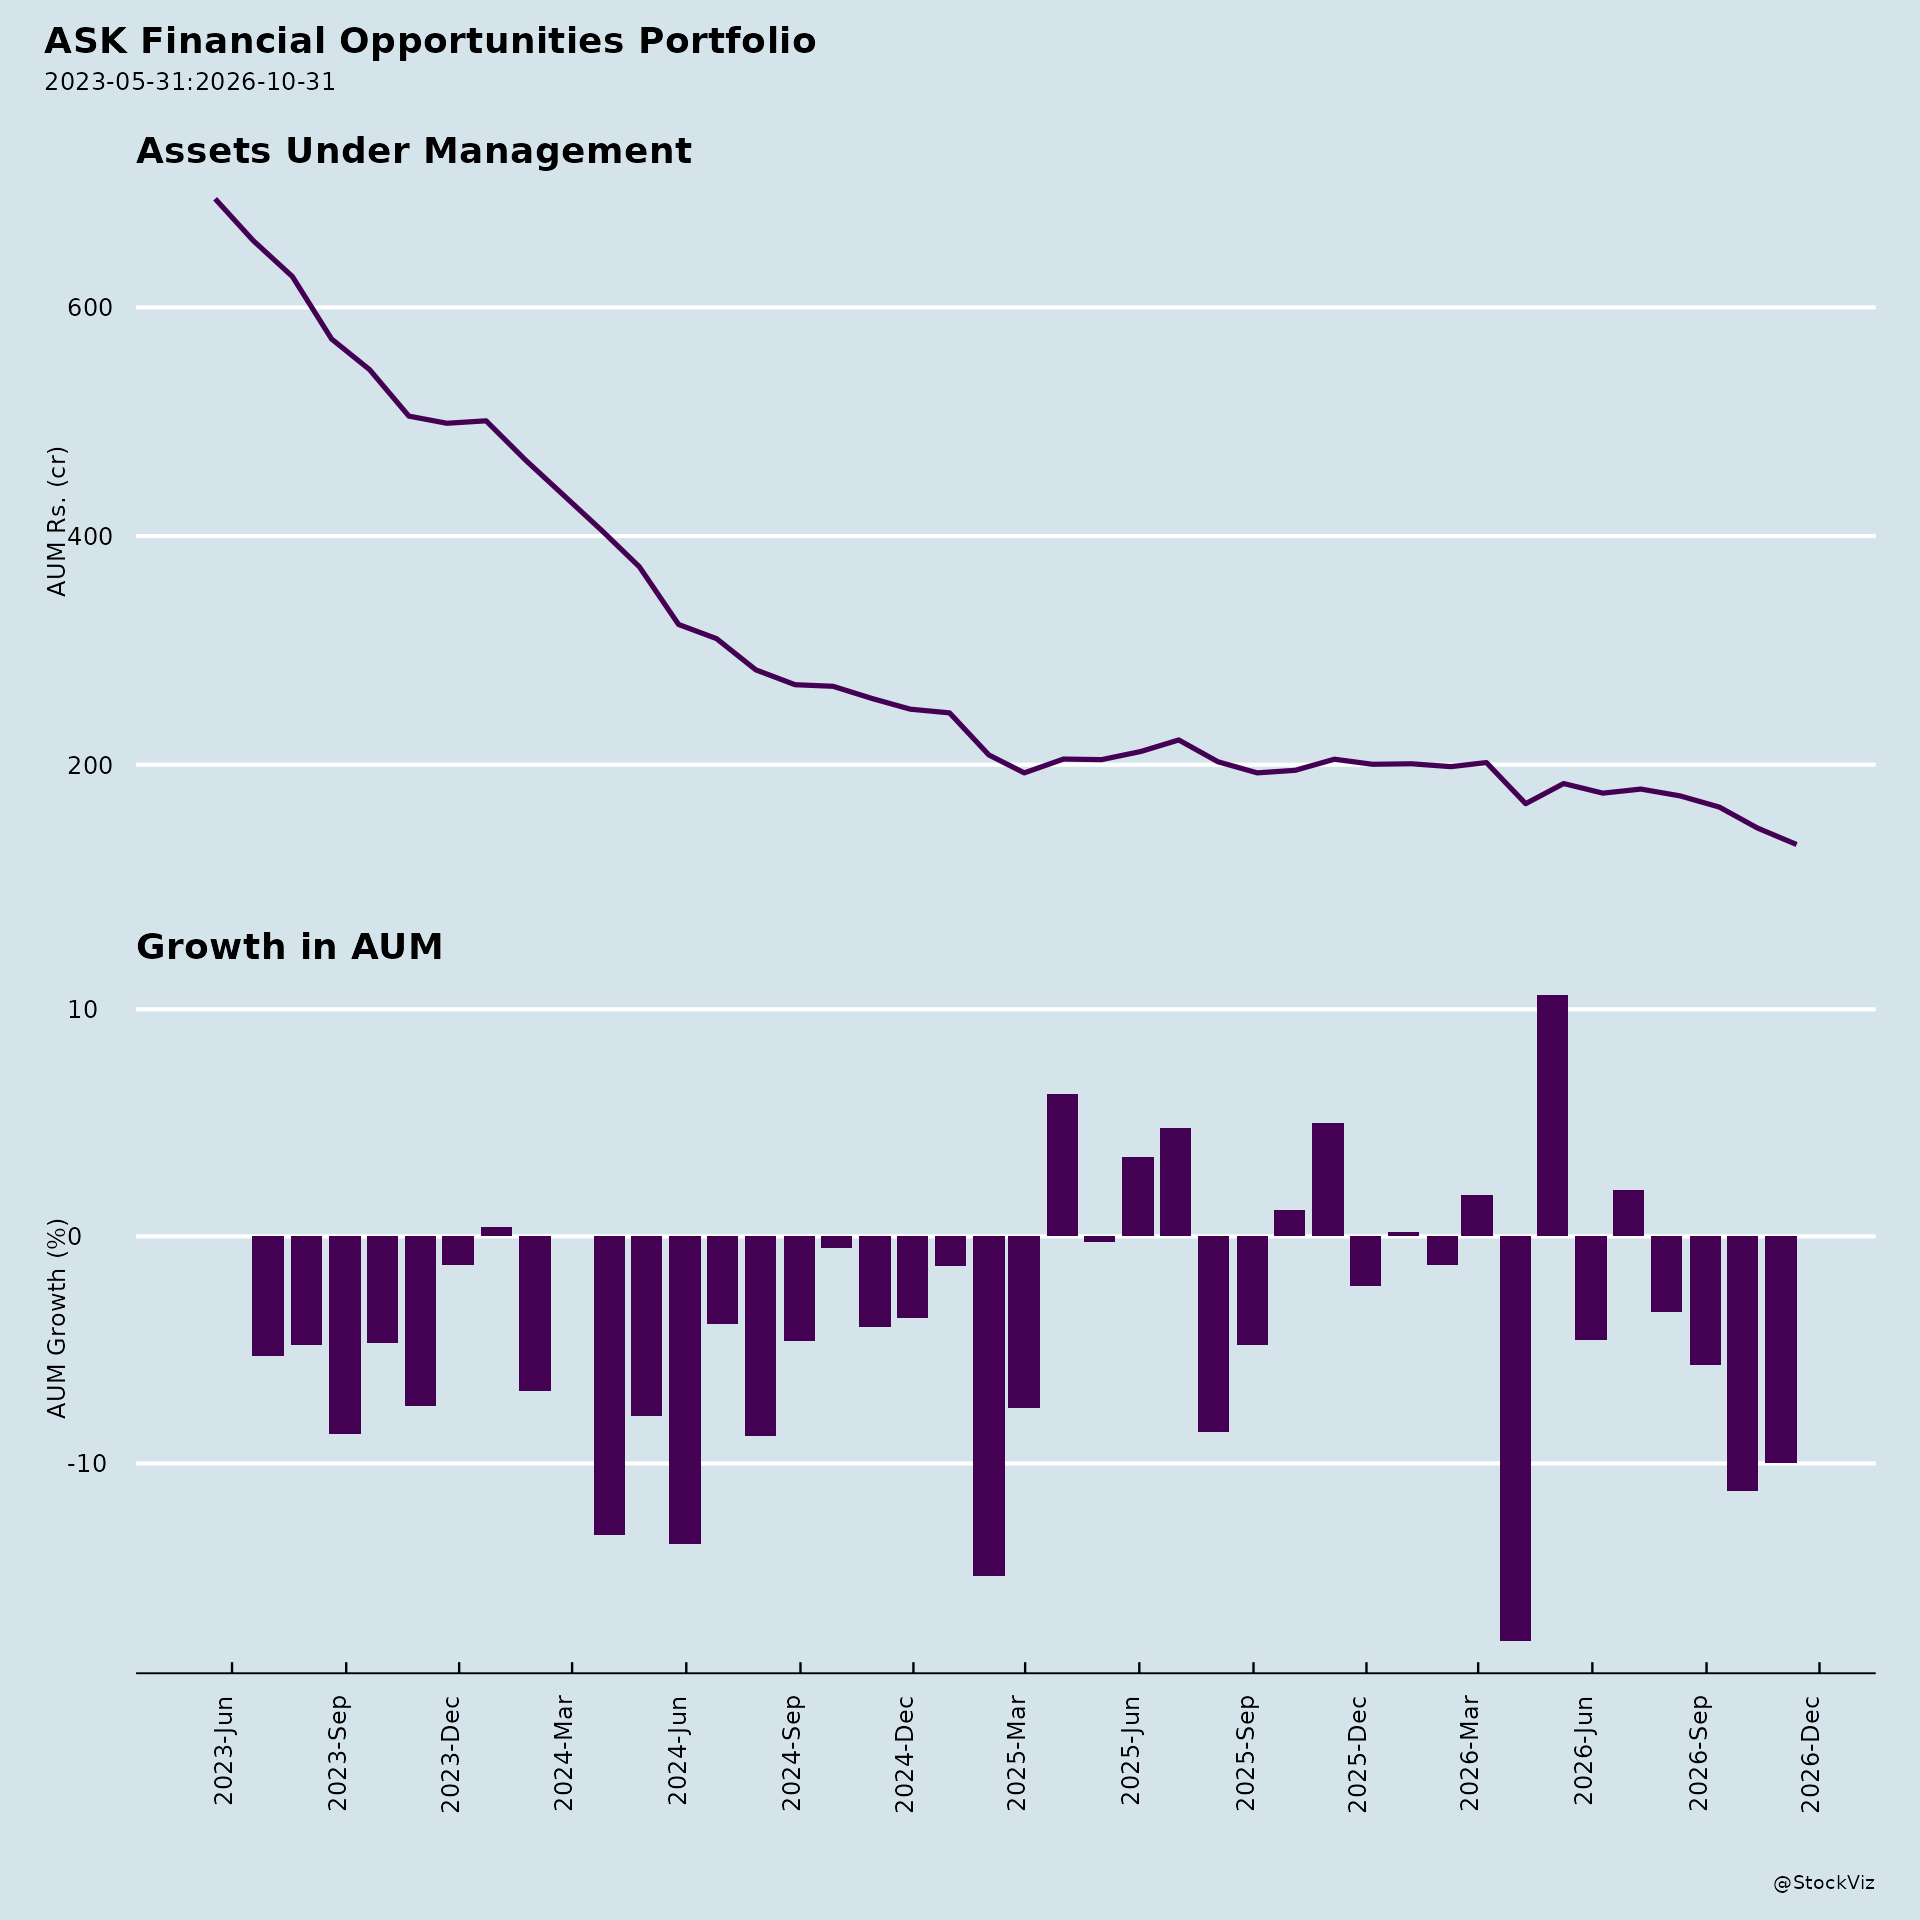 ASK Financial Opportunities Portfolio
2023-05-31:2026-10-31
Assets Under Management
AUM Rs. (cr)
600
400
200
Growth in AUM
AUM Growth (%)
10
0
-10
2023-Jun
2023-Sep
2023-Dec
2024-Mar
2024-Jun
2024-Sep
2024-Dec
2025-Mar
2025-Jun
2025-Sep
2025-Dec
2026-Mar
2026-Jun
2026-Sep
2026-Dec
@StockViz